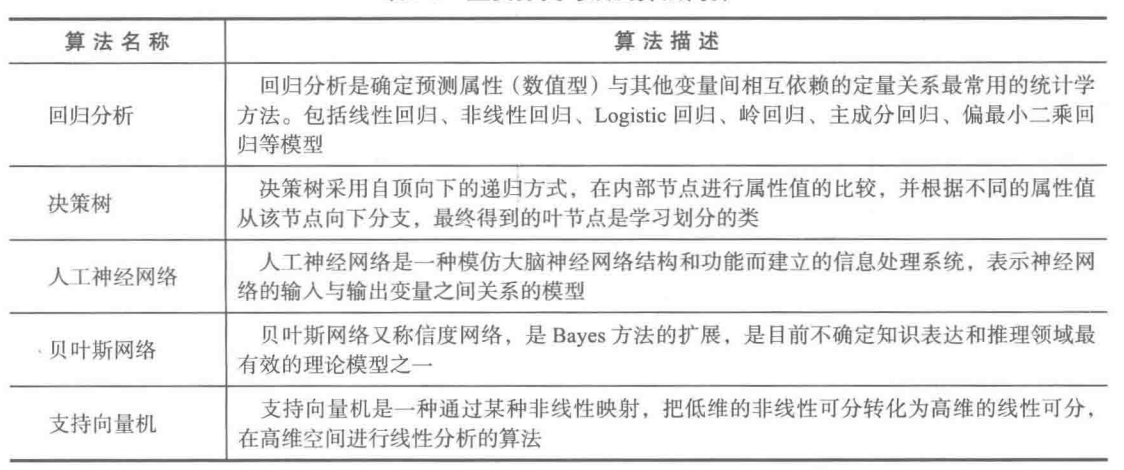 算法名称 算法描述
回归分析是确定预测属性（数值型）与其他变量间相互依赖的定量关系最常用的统计学
回归分析 方法。包括线性回归、非线性回归、Logistic 回归、岭回归、主成分回归、偏最小二乘回
归等模型
决策树 决策树采用自顶向下的递归方式，在内部节点进行属性值的比较，并根据不同的属性值
从该节点向下分支，最终得到的叶节点是学习划分的类
人工神经网络 人工神经网络是一种模仿大脑神经网络结构和功能而建立的信息处理系统，表示神经网
络的输入与输出变量之间关系的模型
贝叶斯网络 贝叶斯网络又称信度网络，是 Bayes 方法的扩展，是目前不确定知识表达和推理领域最
有效的理论模型之一
支持向量机 支持向量机是一种通过某种非线性映射，把低维的非线性可分转化为高维的线性可分，
在高维空间进行线性分析的算法